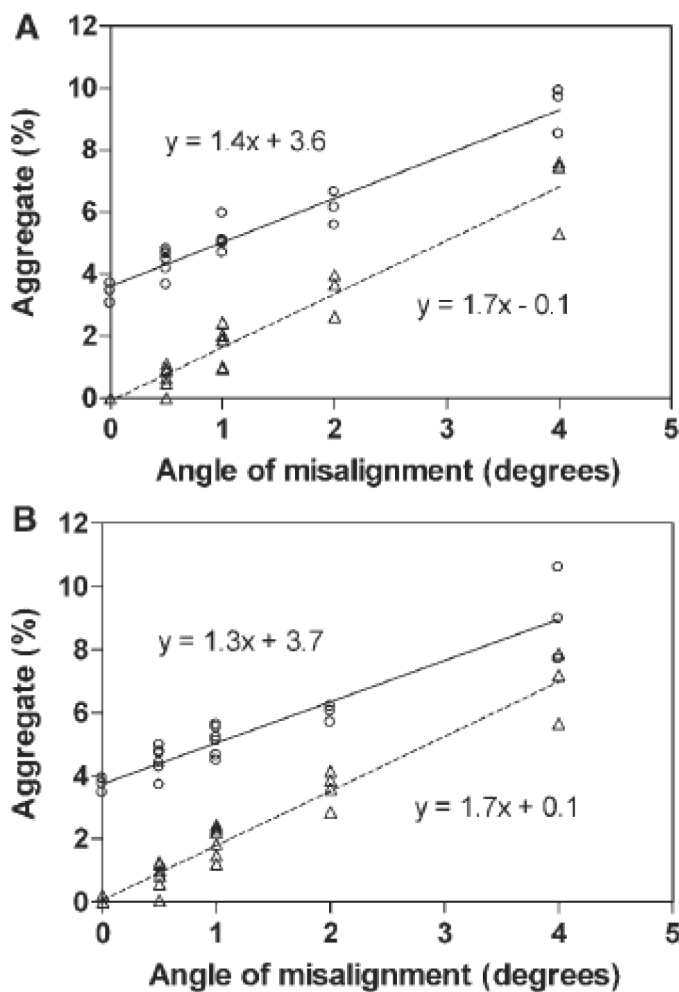 A
12
10
8
6
4
2
0
Aggregate (%)
y = 1.4x + 3.6
y = 1.7x - 0.1
0 1 2 3 4 5
Angle of misalignment (degrees)
B
12
10
8
6
4
2
0
Aggregate (%)
y = 1.3x + 3.7
y = 1.7x + 0.1
0 1 2 3 4 5
Angle of misalignment (degrees)